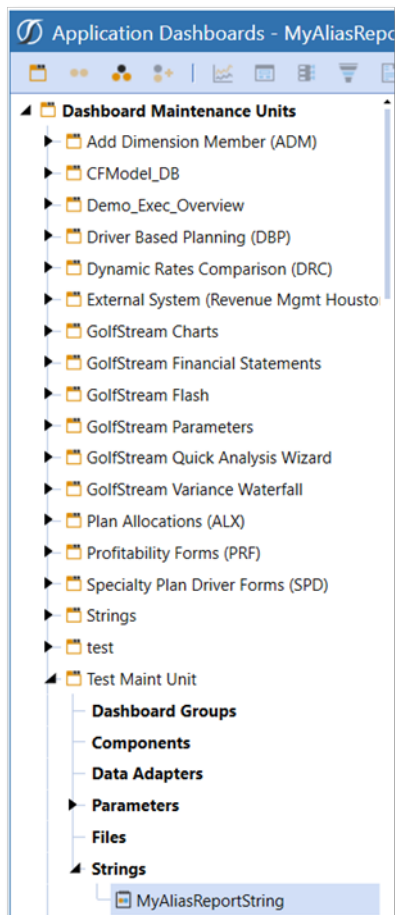 Application Dashboards - MyAliasRepo
Dashboard Maintenance Units
Add Dimension Member (ADM)
CFModel_DB
Demo_Exec_Overview
Driver Based Planning (DBP)
Dynamic Rates Comparison (DRC)
External System (Revenue Mgmt Housto
GolfStream Charts
GolfStream Financial Statements
GolfStream Flash
GolfStream Parameters
GolfStream Quick Analysis Wizard
GolfStream Variance Waterfall
Plan Allocations (ALX)
Profitability Forms (PRF)
Specialty Plan Driver Forms (SPD)
Strings
test
Test Maint Unit
Dashboard Groups
Components
Data Adapters
Parameters
Files
Strings
MyAliasReportString